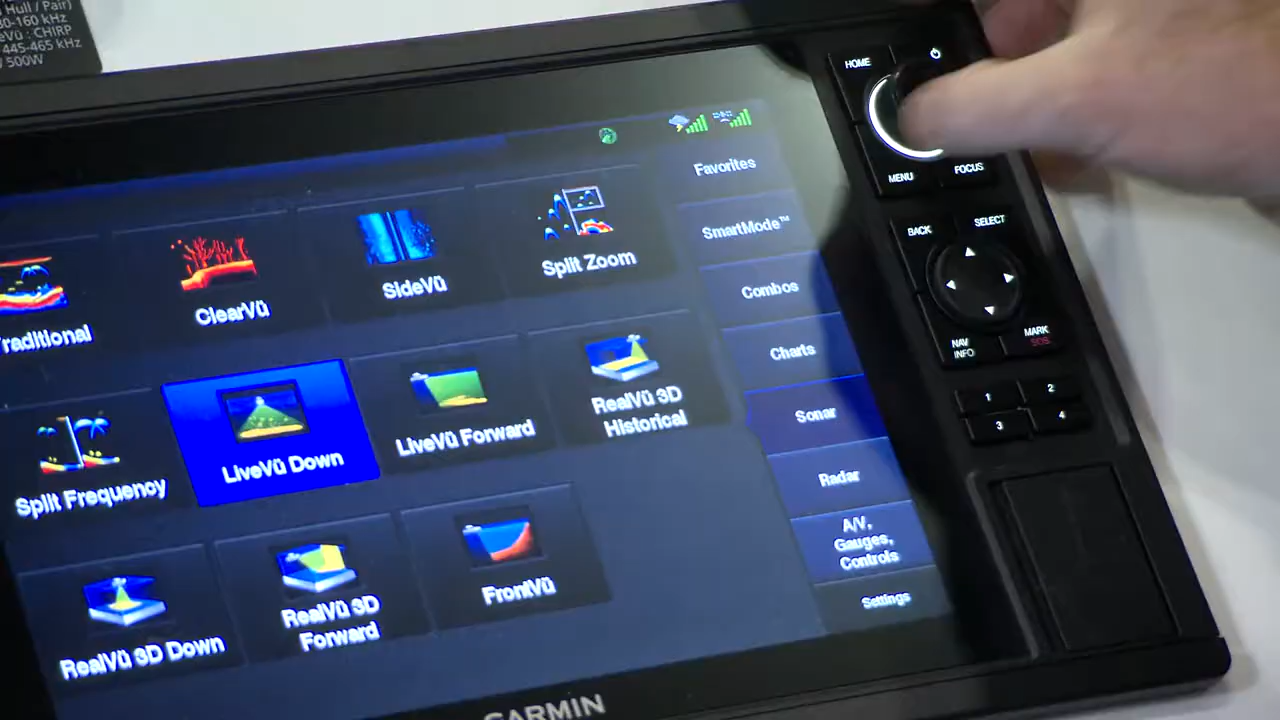 Hull / Pair)
80-160 kHz
CHIRP
445-465 kHz
500W
HOME
MENU
FOCUS
BACK
SELECT
NAV
INFO
MARK
SOS
1
2
3
4
Favorites
SmartMode™
Combos
Charts
Sonar
Radar
A/V,
Gauges,
Controls
Settings
Traditional
ClearVü
SideVü
Split Zoom
Split Frequency
LiveVü Down
LiveVü Forward
RealVü 3D
Historical
RealVü 3D Down
RealVü 3D
Forward
FrontVü
GARMIN